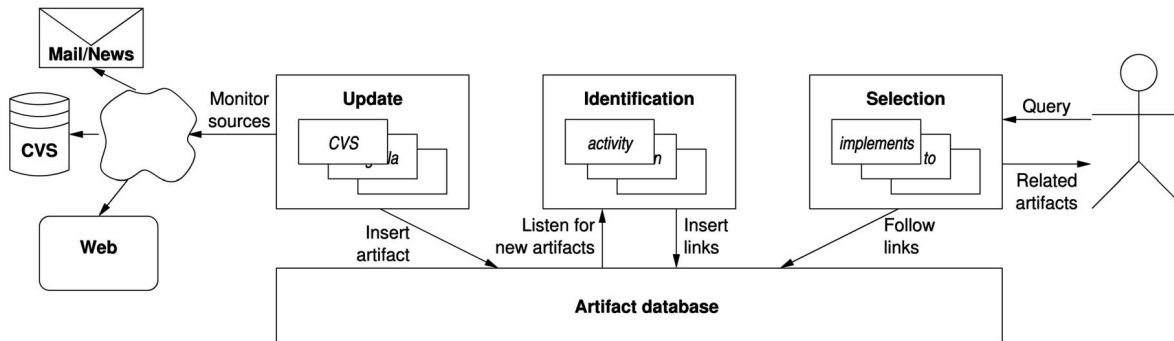 Mail/News
CVS
Web
Monitor
sources
Update
CVS
Insert
artifact
Identification
activity
Listen for
new artifacts
Insert
links
Selection
implements
to
Follow
links
Query
Related
artifacts
Artifact database